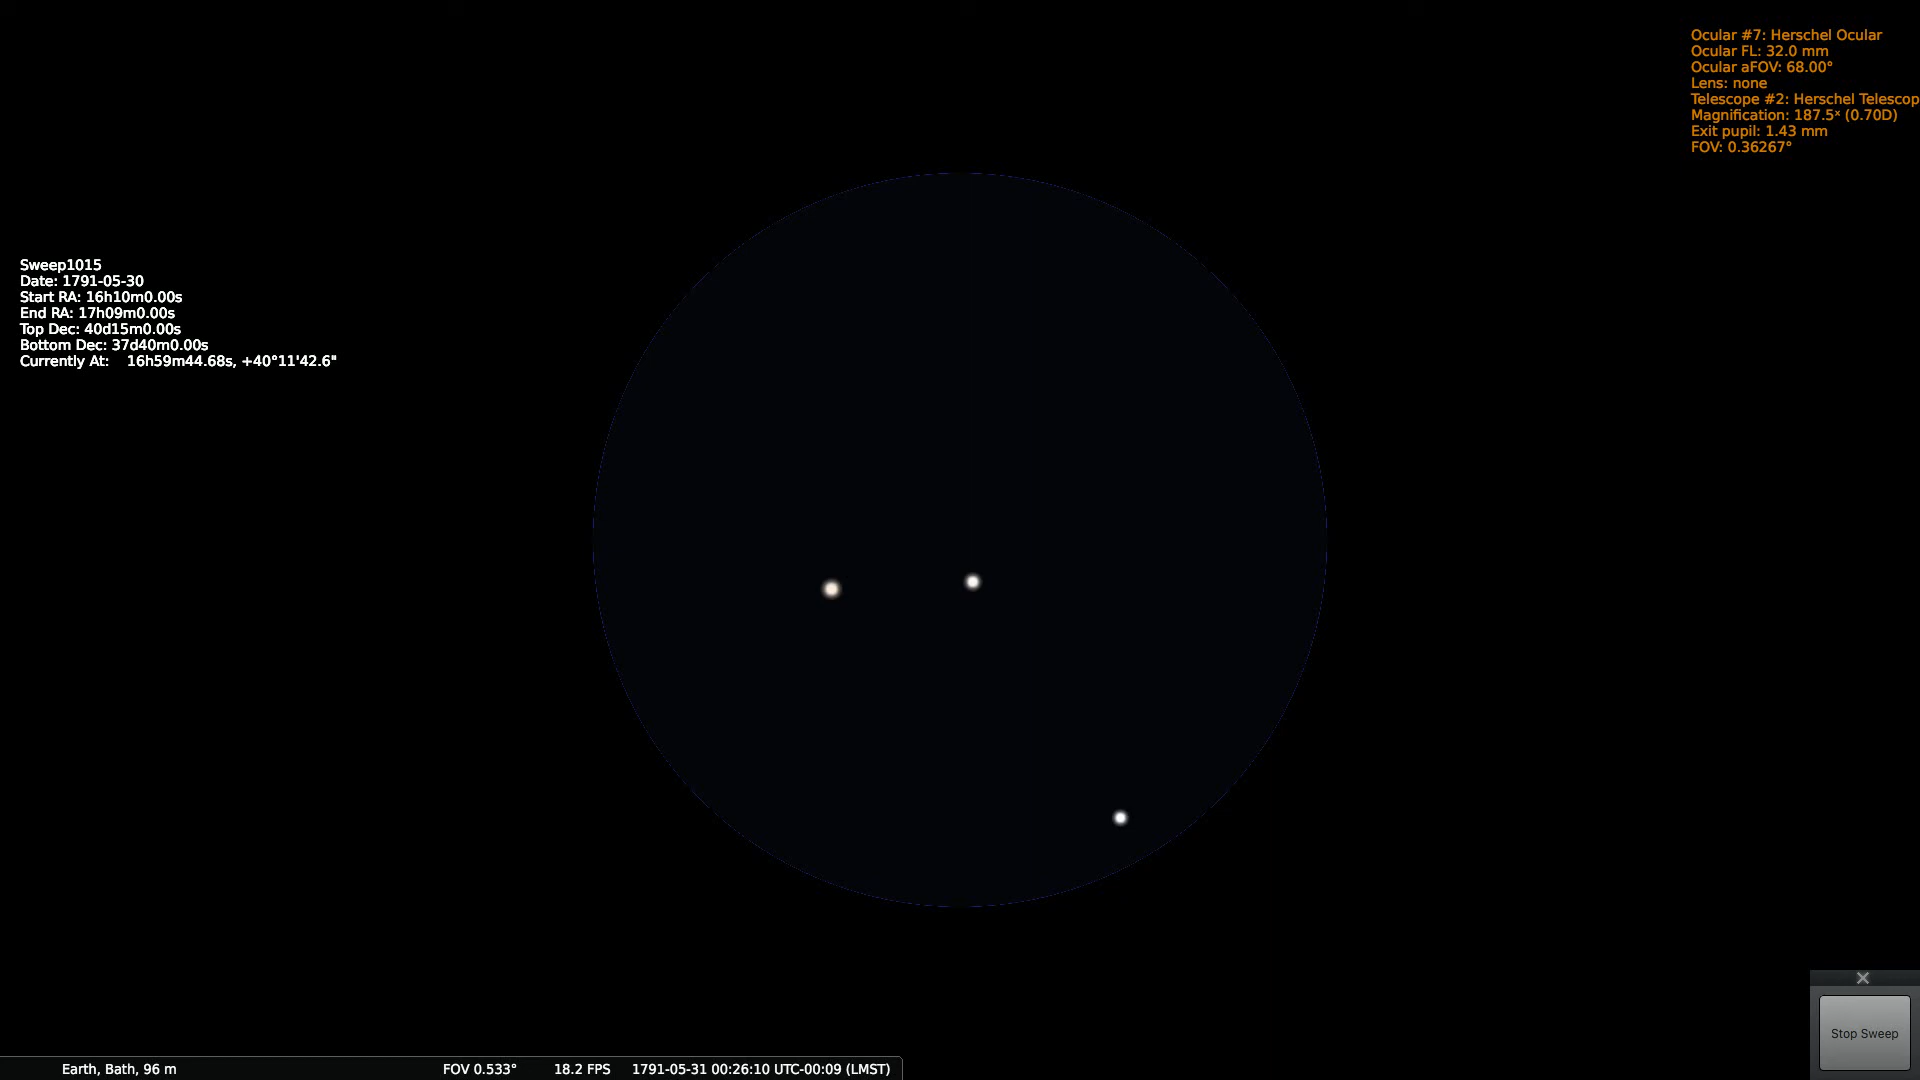 Ocular #7: Herschel Ocular
Ocular FL: 32.0 mm
Ocular aFOV: 68.00°
Lens: none
Telescope #2: Herschel Telescop
Magnification: 187.5ˣ (0.70D)
Exit pupil: 1.43 mm
FOV: 0.36267°
Sweep1015
Date: 1791-05-30
Start RA: 16h10m0.00s
End RA: 17h09m0.00s
Top Dec: 40d15m0.00s
Bottom Dec: 37d40m0.00s
Currently At: 16h59m44.68s, +40°11'42.6"
Stop Sweep
Earth, Bath, 96 m FOV 0.533° 18.2 FPS 1791-05-31 00:26:10 UTC-00:09 (LMST)